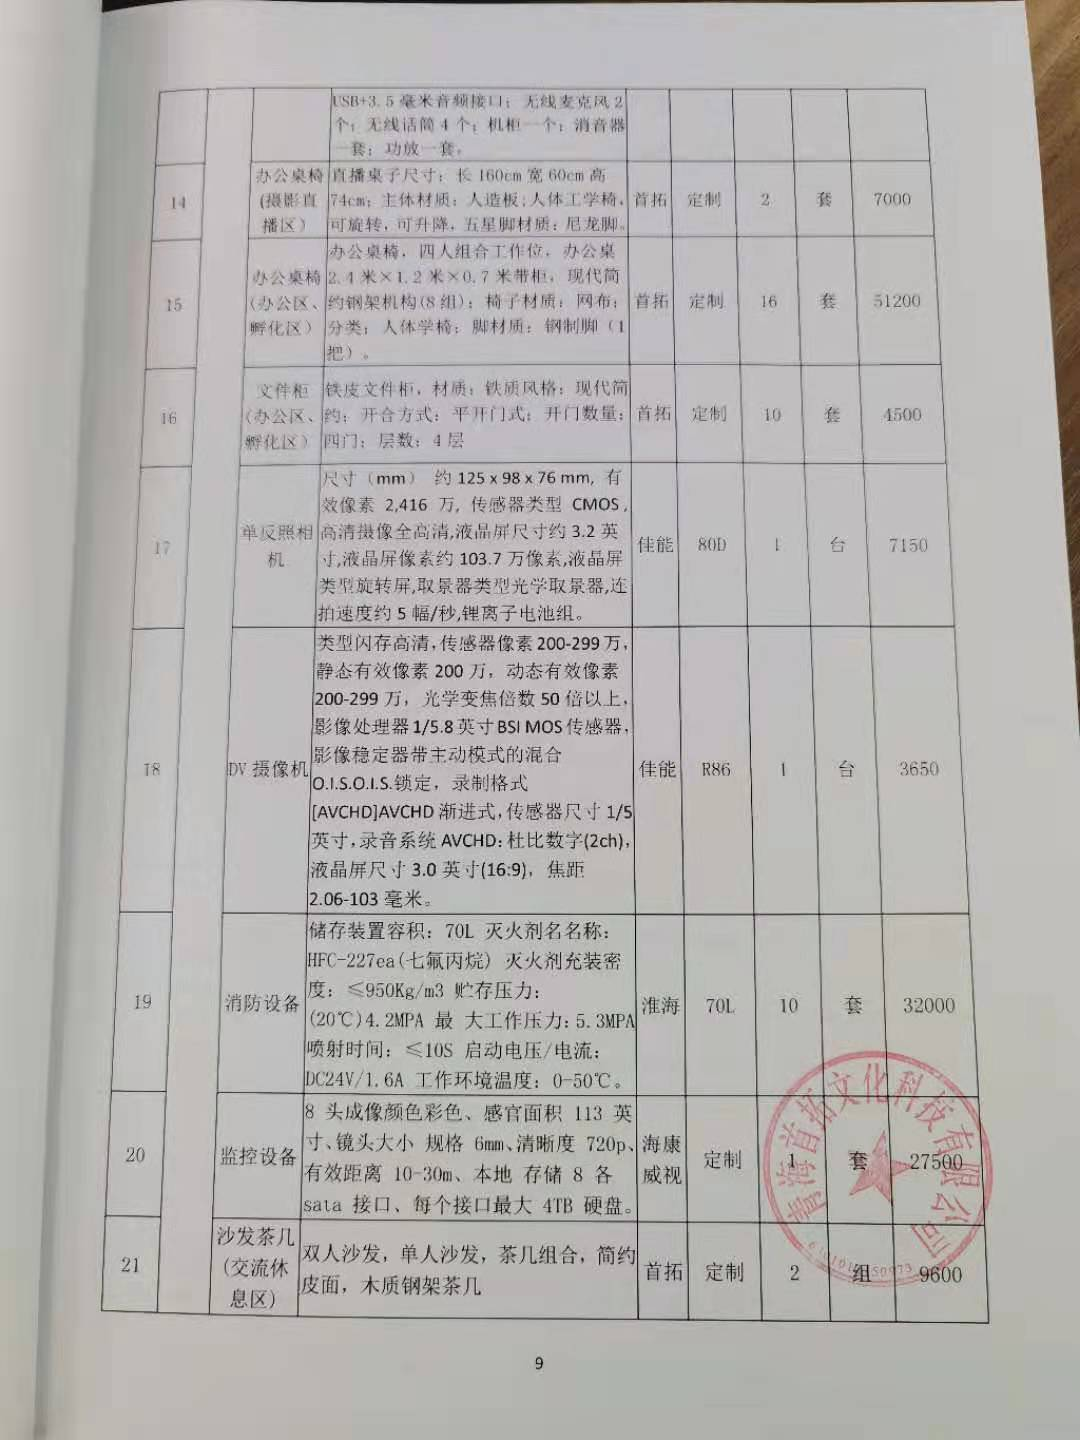 USB+3.5 毫米音频接口；无线麦克风 2
个；无线话筒 4 个；机柜一个；消音器
一套；功放一套。
14
办公桌椅
(摄影直
播区)
直播桌子尺寸：长 160cm 宽 60cm 高
74cm；主体材质：人造板；人体工学椅，
可旋转，可升降，五星脚材质：尼龙脚。
首拓
定制
2
套
7000
15
办公桌椅
(办公区、
孵化区)
办公桌椅，四人组合工作位，办公桌
2.4 米×1.2 米×0.7 米带柜，现代简
约钢架机构(8 组)；椅子材质：网布；
分类：人体学椅；脚材质：钢制脚（1
把）。
首拓
定制
16
套
51200
16
文件柜
(办公区、
孵化区)
铁皮文件柜，材质：铁质风格：现代简
约；开合方式：平开门式；开门数量：
四门；层数：4 层
首拓
定制
10
套
4500
17
单反照相
机
尺寸（mm） 约 125 x 98 x 76 mm, 有
效像素 2,416 万, 传感器类型 CMOS,
高清摄像全高清,液晶屏尺寸约 3.2 英
寸,液晶屏像素约 103.7 万像素,液晶屏
类型旋转屏,取景器类型光学取景器,连
拍速度约 5 幅/秒,锂离子电池组。
佳能
80D
1
台
7150
18
DV 摄像机
类型闪存高清，传感器像素 200-299 万，
静态有效像素 200 万，动态有效像素
200-299 万，光学变焦倍数 50 倍以上，
影像处理器 1/5.8 英寸 BSI MOS 传感器，
影像稳定器带主动模式的混合
O.I.S.O.I.S.锁定，录制格式
[AVCHD]AVCHD 渐进式，传感器尺寸 1/5
英寸，录音系统 AVCHD：杜比数字(2ch)，
液晶屏尺寸 3.0 英寸(16:9)，焦距
2.06-103 毫米。
佳能
R86
1
台
3650
19
消防设备
储存装置容积：70L 灭火剂名名称：
HFC-227ea(七氟丙烷) 灭火剂充装密
度：≤950Kg/m3 贮存压力：
(20℃)4.2MPA 最 大工作压力：5.3MPA
喷射时间：≤10S 启动电压/电流：
DC24V/1.6A 工作环境温度：0-50℃。
淮海
70L
10
套
32000
20
监控设备
8 头成像颜色彩色、感官面积 113 英
寸、镜头大小 规格 6mm、清晰度 720p、
有效距离 10-30m、本地 存储 8 各
sata 接口、每个接口最大 4TB 硬盘。
海康
威视
定制
1
套
27500
21
沙发茶几
(交流休
息区)
双人沙发，单人沙发，茶几组合，简约
皮面，木质钢架茶几
首拓
定制
2
组
9600
青海首拓文化科技有限公司
9